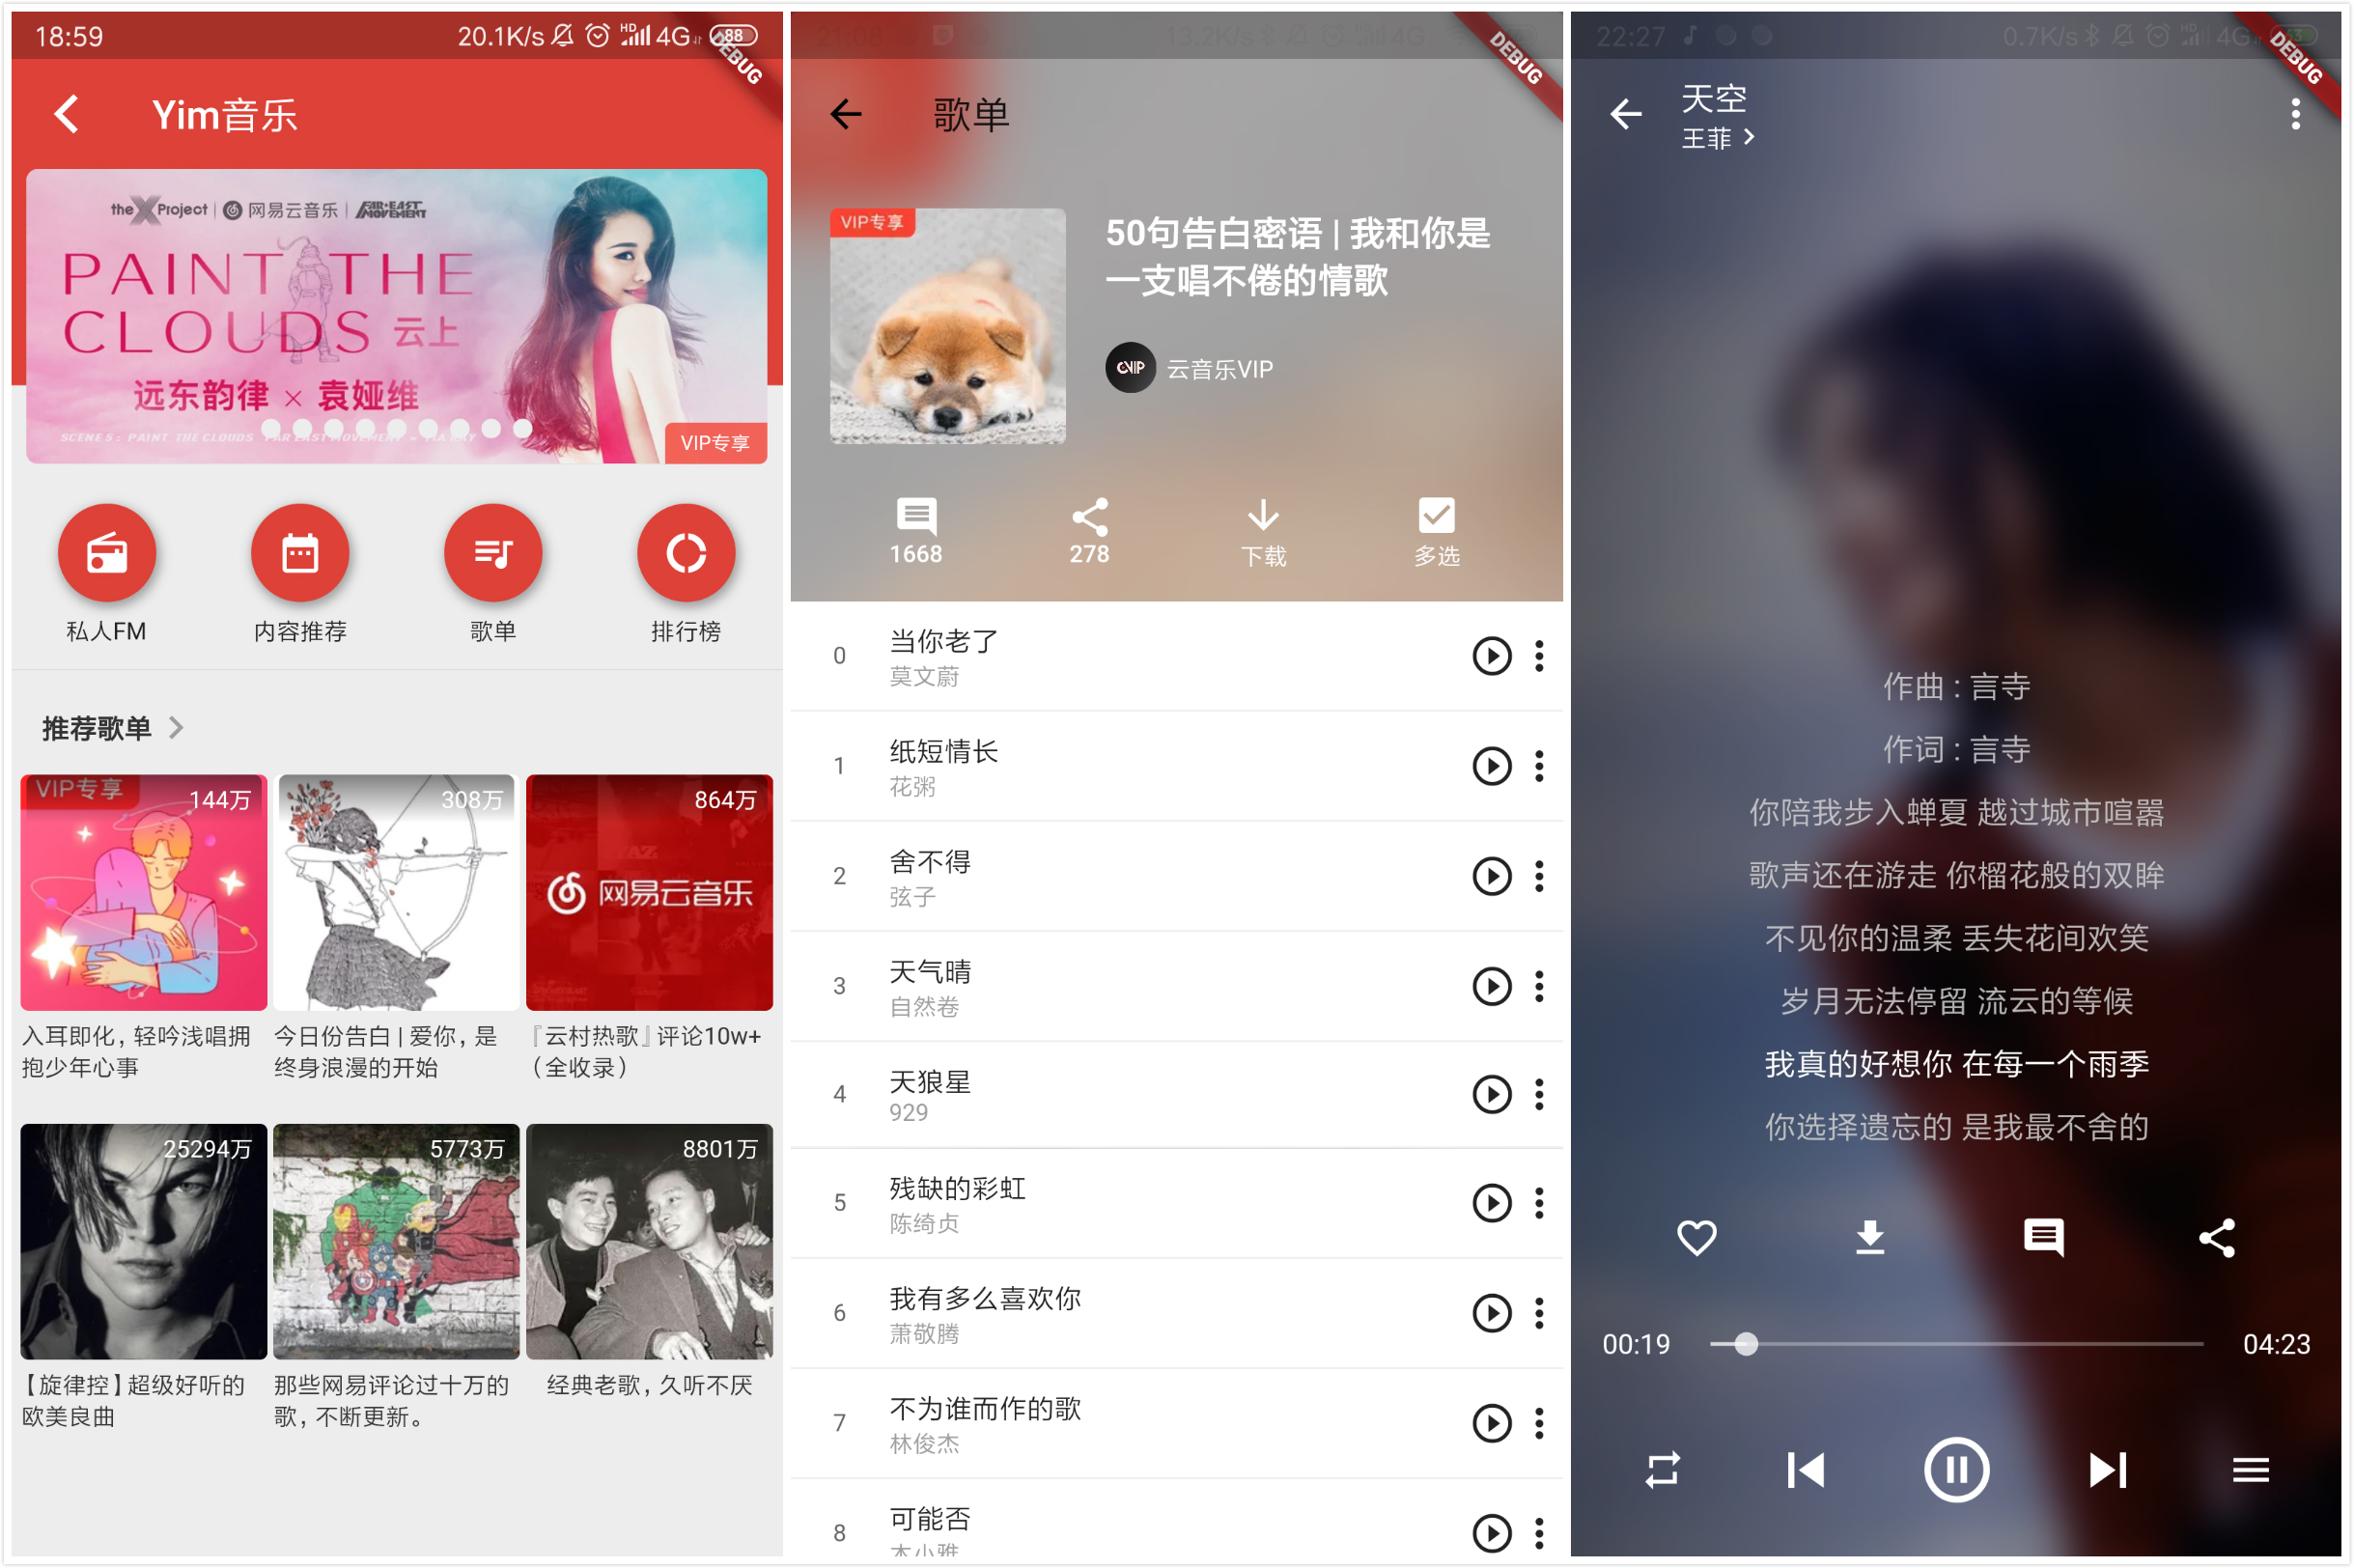 18:59
20.1K/s HD 4G 88
DEBUG
Yim音乐
theXProject | 网易云音乐 | FAR★EAST MOVEMENT
PAINT THE
CLOUDS 云上
远东韵律 × 袁娅维
SCENE 5 : PAINT THE CLOUDS FAR EAST MOVEMENT
VIP专享
私人FM
内容推荐
歌单
排行榜
推荐歌单
VIP专享
144万
308万
864万
网易云音乐
入耳即化，轻吟浅唱拥
抱少年心事
今日份告白 | 爱你，是
终身浪漫的开始
『云村热歌』评论10w+
（全收录）
25294万
5773万
8801万
【旋律控】超级好听的
欧美良曲
那些网易评论过十万的
歌，不断更新。
经典老歌，久听不厌
21:08
13.2K/s HD 4G
DEBUG
歌单
VIP专享
50句告白密语 | 我和你是
一支唱不倦的情歌
CVIP
云音乐VIP
1668
278
下载
多选
0
当你老了
莫文蔚
1
纸短情长
花粥
2
舍不得
弦子
3
天气晴
自然卷
4
天狼星
929
5
残缺的彩虹
陈绮贞
6
我有多么喜欢你
萧敬腾
7
不为谁而作的歌
林俊杰
8
可能否
木小雅
22:27
0.7K/s HD 4G
DEBUG
天空
王菲
作曲 : 言寺
作词 : 言寺
你陪我步入蝉夏 越过城市喧嚣
歌声还在游走 你榴花般的双眸
不见你的温柔 丢失花间欢笑
岁月无法停留 流云的等候
我真的好想你 在每一个雨季
你选择遗忘的 是我最不舍的
00:19
04:23